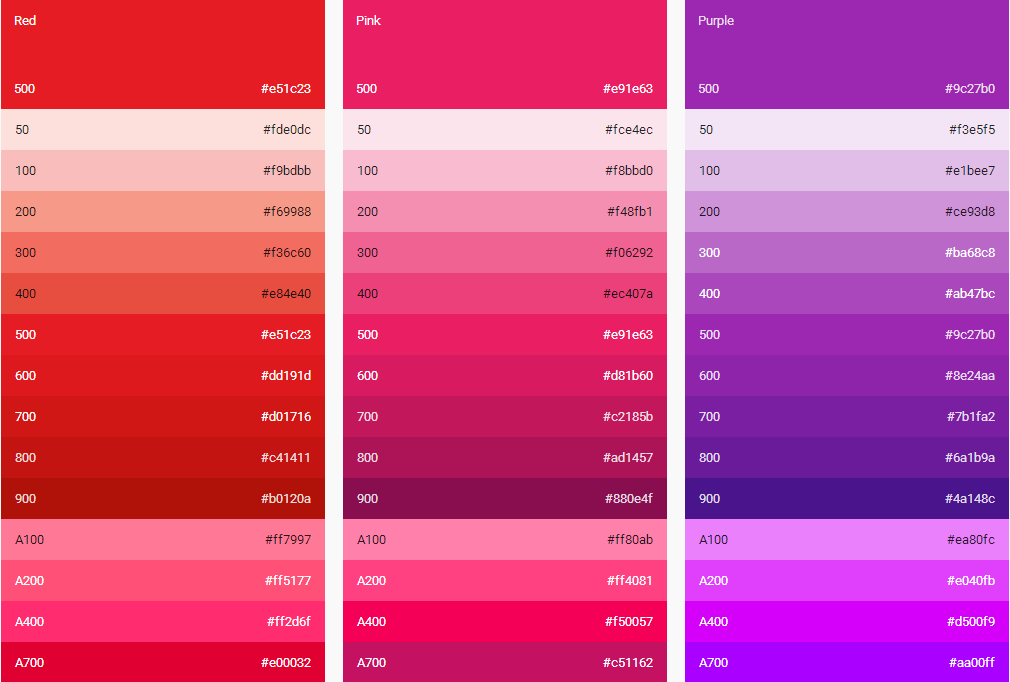 Red
500 #e51c23
50 #fde0dc
100 #f9bdbb
200 #f69988
300 #f36c60
400 #e84e40
500 #e51c23
600 #dd191d
700 #d01716
800 #c41411
900 #b0120a
A100 #ff7997
A200 #ff5177
A400 #ff2d6f
A700 #e00032
Pink
500 #e91e63
50 #fce4ec
100 #f8bbd0
200 #f48fb1
300 #f06292
400 #ec407a
500 #e91e63
600 #d81b60
700 #c2185b
800 #ad1457
900 #880e4f
A100 #ff80ab
A200 #ff4081
A400 #f50057
A700 #c51162
Purple
500 #9c27b0
50 #f3e5f5
100 #e1bee7
200 #ce93d8
300 #ba68c8
400 #ab47bc
500 #9c27b0
600 #8e24aa
700 #7b1fa2
800 #6a1b9a
900 #4a148c
A100 #ea80fc
A200 #e040fb
A400 #d500f9
A700 #aa00ff